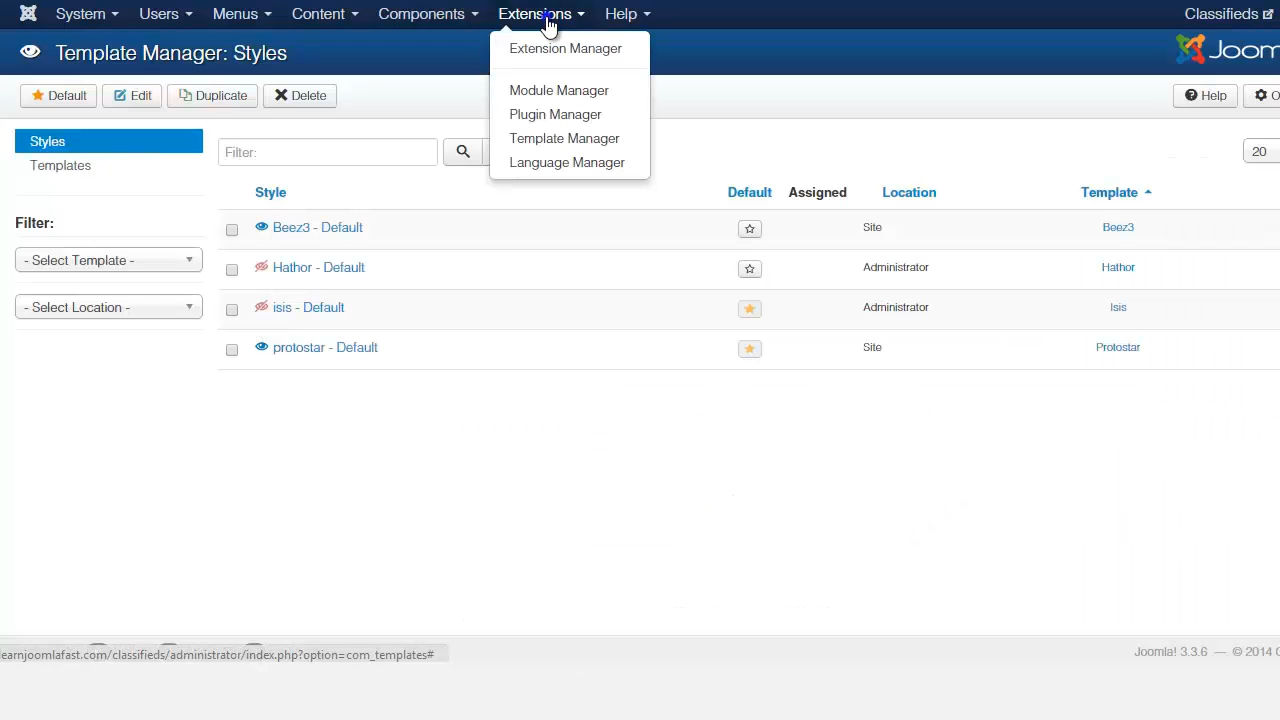 System Users Menus Content Components Extensions Help Classifieds
Template Manager: Styles
Extension Manager
Module Manager
Plugin Manager
Template Manager
Language Manager
Default Edit Duplicate Delete Help
Styles
Templates
Filter:
20
Filter:
- Select Template -
- Select Location -
Style Default Assigned Location Template
Beez3 - Default Site Beez3
Hathor - Default Administrator Hathor
isis - Default Administrator Isis
protostar - Default Site Protostar
earnjoomlafast.com/classifieds/administrator/index.php?option=com_templates#
Joomla! 3.3.6 — © 2014